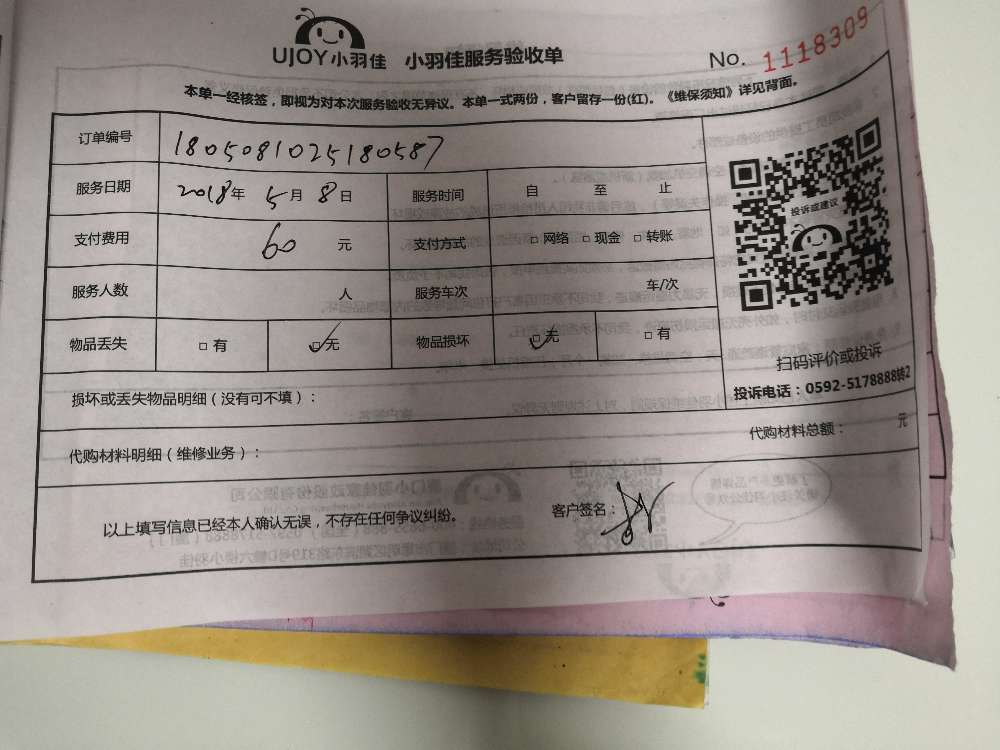 UJOY小羽佳 小羽佳服务验收单 No. 1118309
本单一经核签，即视为对本次服务验收无异议。本单一式两份，客户留存一份(红)。《维保须知》详见背面。
订单编号 1805081025180587
服务日期 2018年 5月 8日 服务时间 自 至 止
支付费用 60 元 支付方式 □ 网络 □ 现金 □ 转账
服务人数 人 服务车次 车/次
物品丢失 □ 有 □无 物品损坏 □无 □ 有
投诉或建议
扫码评价或投诉
投诉电话：0592-5178888转2
损坏或丢失物品明细（没有可不填）：
代购材料明细（维修业务）： 代购材料总额： 元
以上填写信息已经本人确认无误，不存在任何争议纠纷。 客户签名：